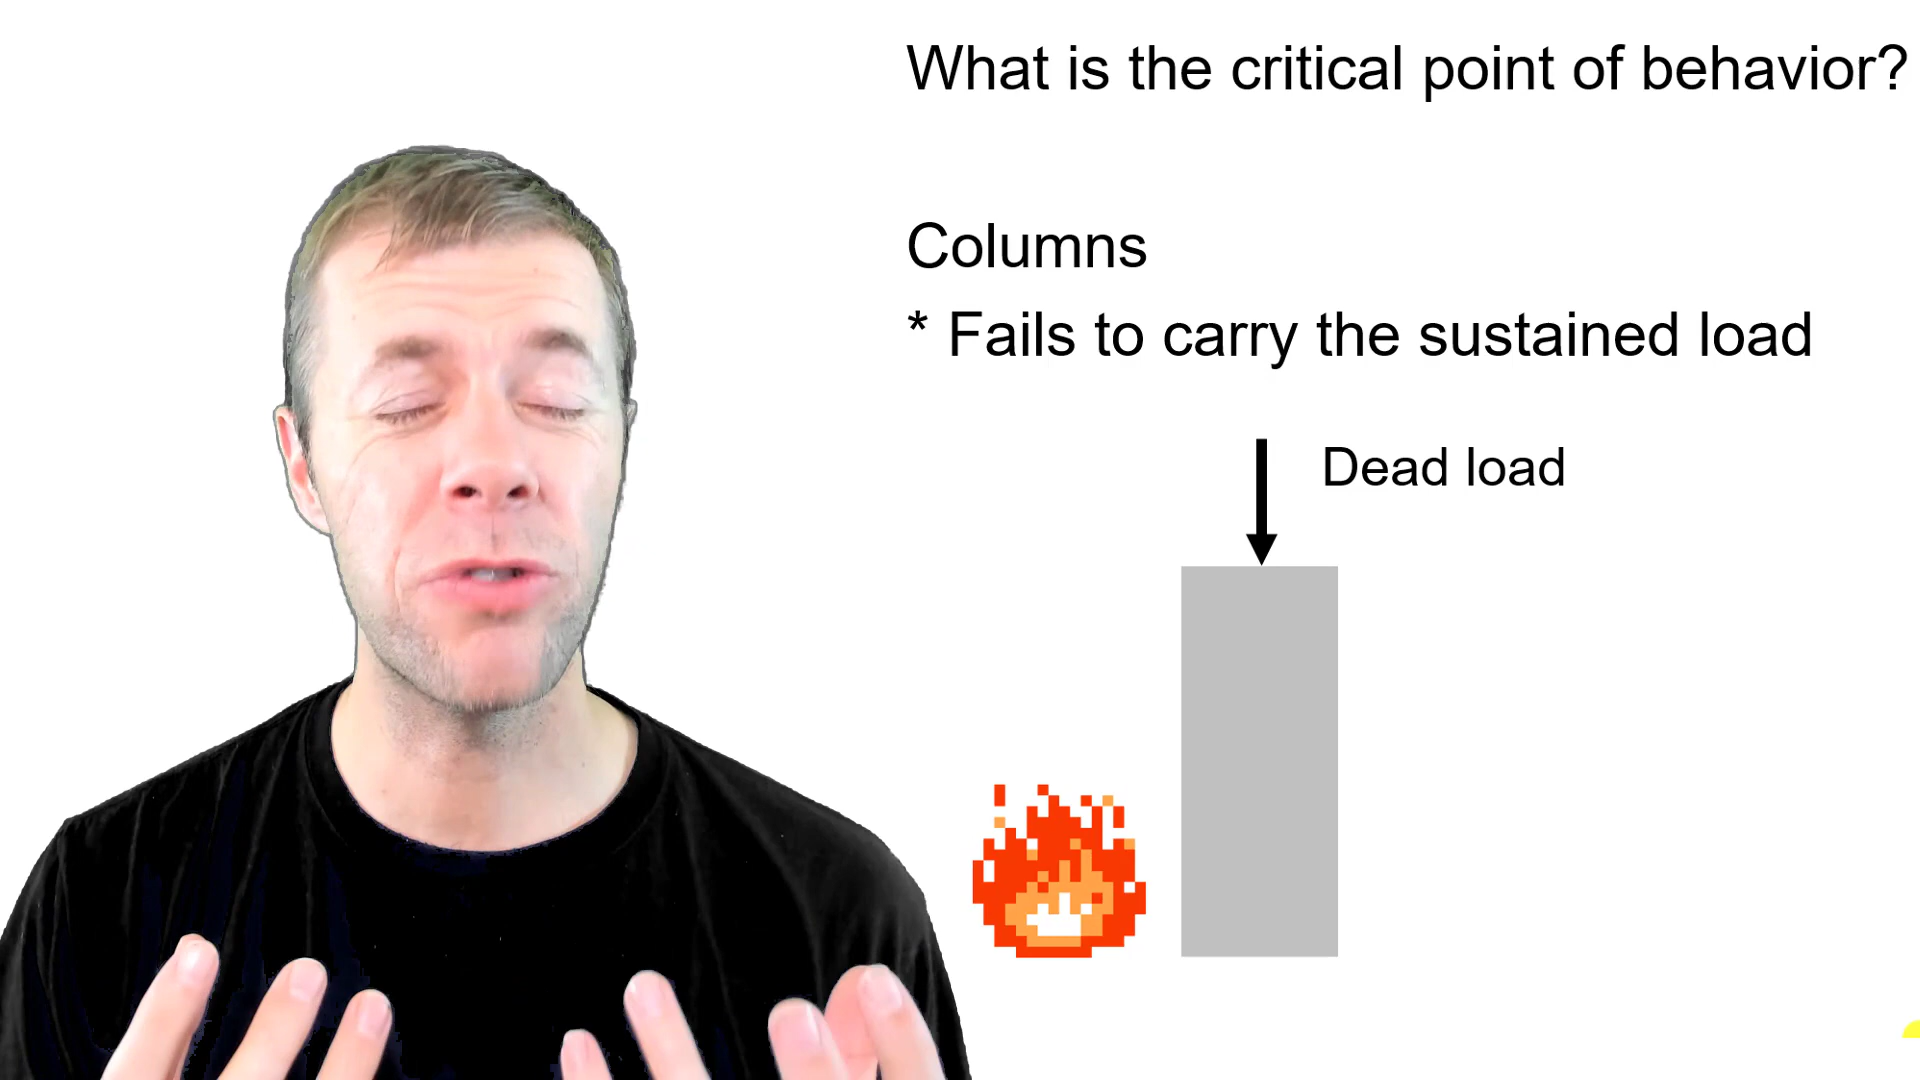 What is the critical point of behavior?
Columns
* Fails to carry the sustained load
Dead load